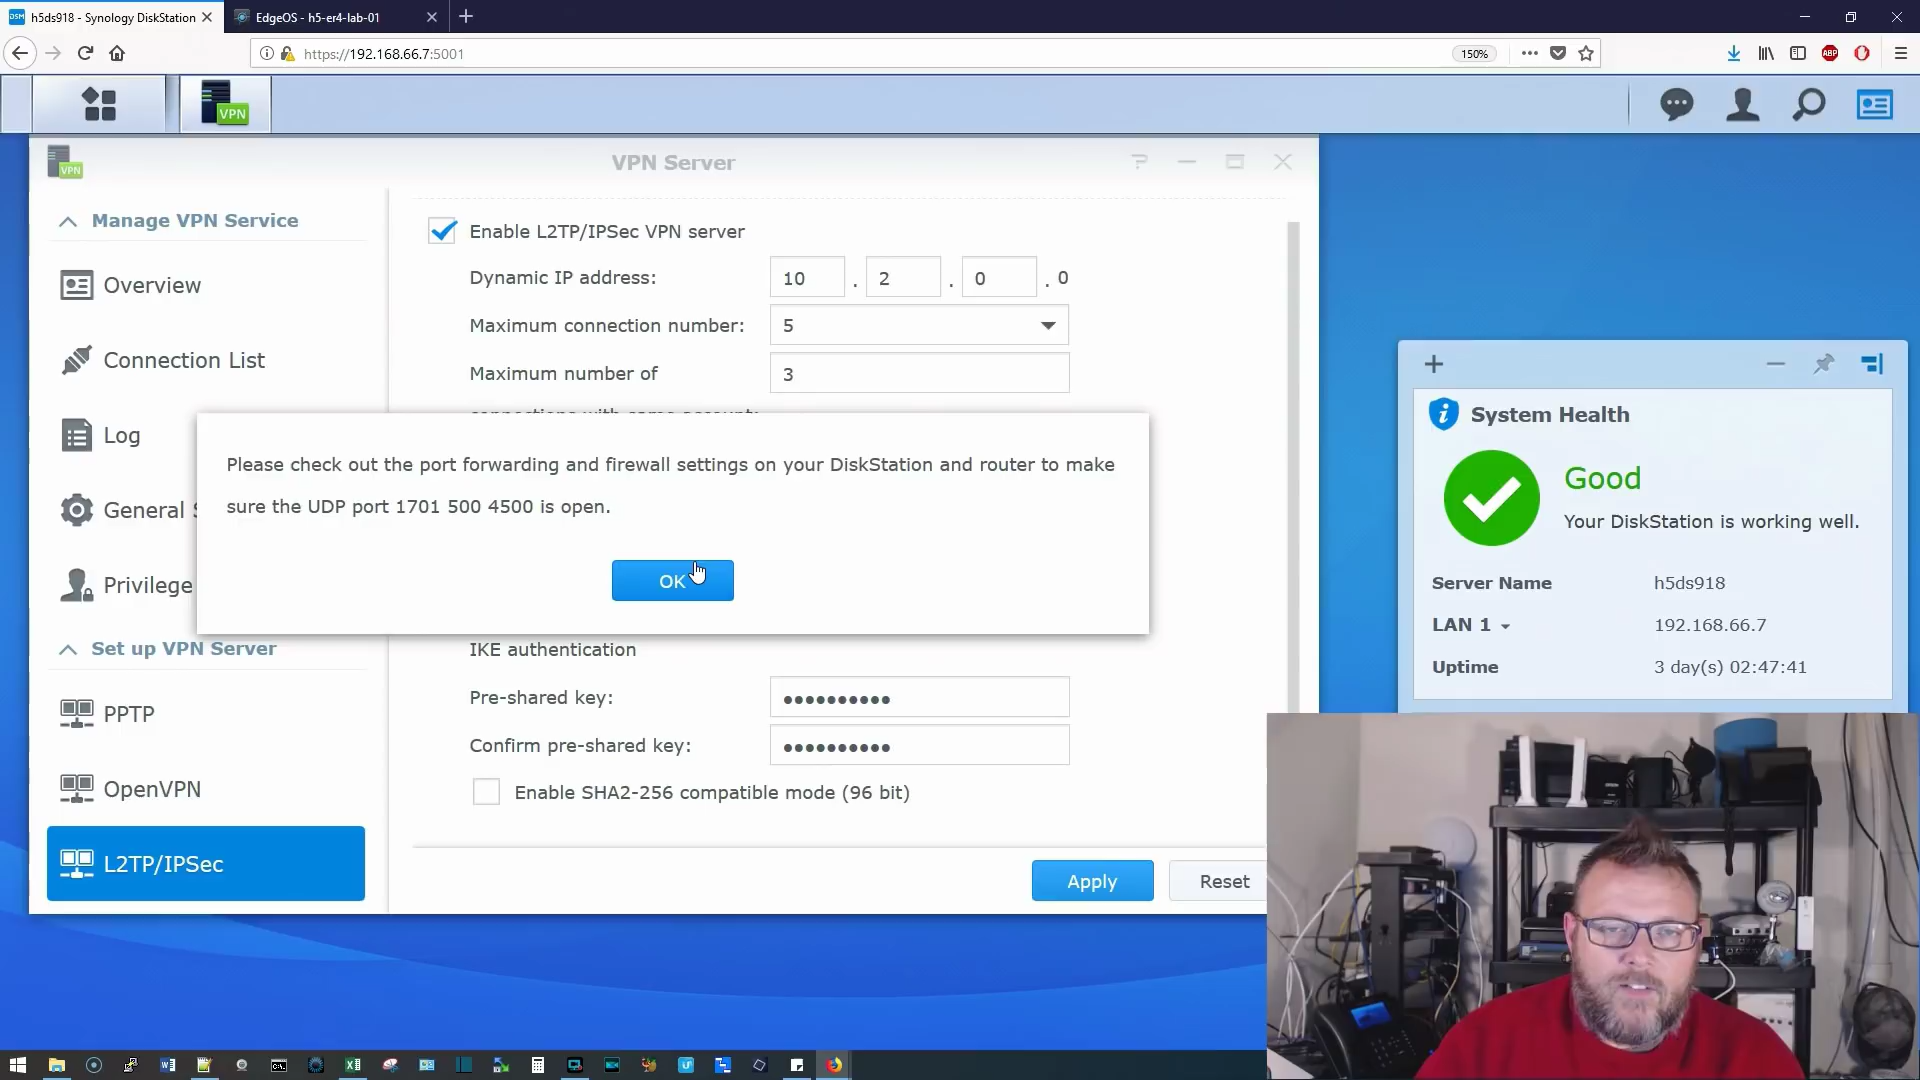 h5ds918 - Synology DiskStation
EdgeOS - h5-er4-lab-01
https://192.168.66.7:5001
150%
ABP
VPN
VPN
VPN Server
Manage VPN Service
Overview
Connection List
Log
General S
Privilege
Set up VPN Server
PPTP
OpenVPN
L2TP/IPSec
Enable L2TP/IPSec VPN server
Dynamic IP address: 10 . 2 . 0 . 0
Maximum connection number: 5
Maximum number of 3
connections with same account:
Please check out the port forwarding and firewall settings on your DiskStation and router to make
sure the UDP port 1701 500 4500 is open.
OK
IKE authentication
Pre-shared key: ••••••••••
Confirm pre-shared key: ••••••••••
Enable SHA2-256 compatible mode (96 bit)
Apply
Reset
System Health
Good
Your DiskStation is working well.
Server Name h5ds918
LAN 1 192.168.66.7
Uptime 3 day(s) 02:47:41